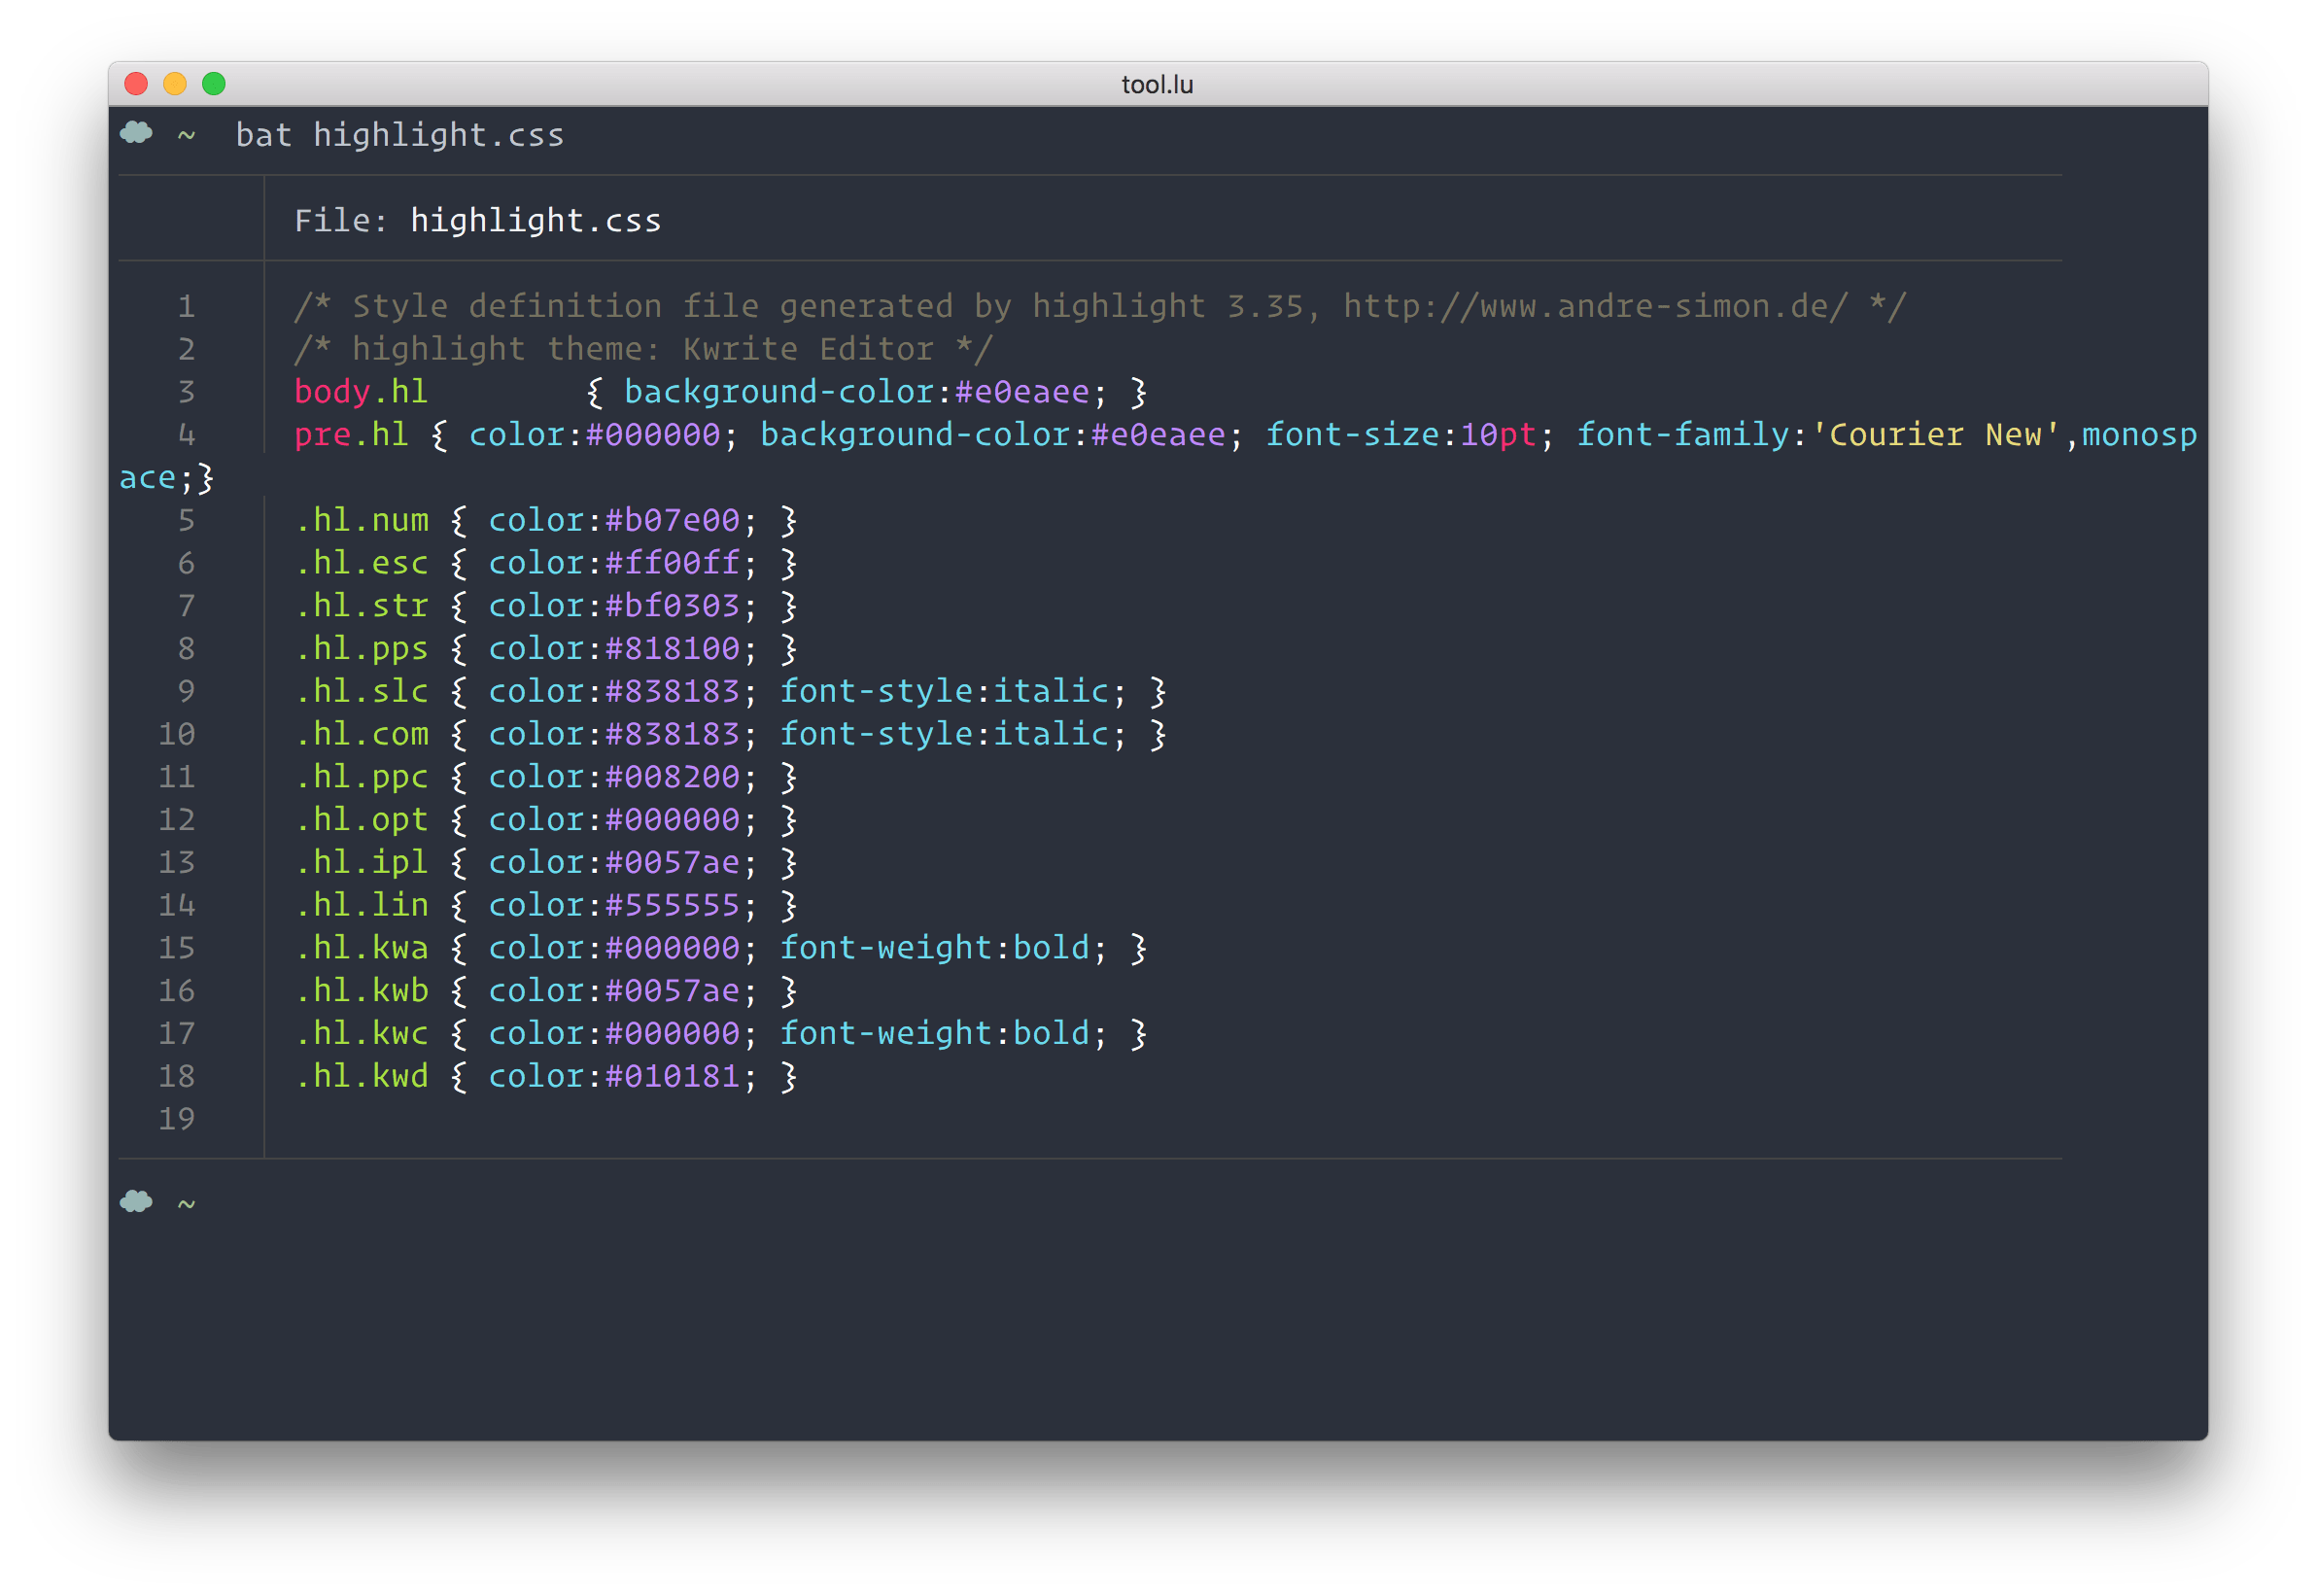 tool.lu
~ bat highlight.css
File: highlight.css
1 /* Style definition file generated by highlight 3.35, http://www.andre-simon.de/ */
2 /* highlight theme: Kwrite Editor */
3 body.hl        { background-color:#e0eaee; }
4 pre.hl { color:#000000; background-color:#e0eaee; font-size:10pt; font-family:'Courier New',monosp
ace;}
5 .hl.num { color:#b07e00; }
6 .hl.esc { color:#ff00ff; }
7 .hl.str { color:#bf0303; }
8 .hl.pps { color:#818100; }
9 .hl.slc { color:#838183; font-style:italic; }
10 .hl.com { color:#838183; font-style:italic; }
11 .hl.ppc { color:#008200; }
12 .hl.opt { color:#000000; }
13 .hl.ipl { color:#0057ae; }
14 .hl.lin { color:#555555; }
15 .hl.kwa { color:#000000; font-weight:bold; }
16 .hl.kwb { color:#0057ae; }
17 .hl.kwc { color:#000000; font-weight:bold; }
18 .hl.kwd { color:#010181; }
19
~